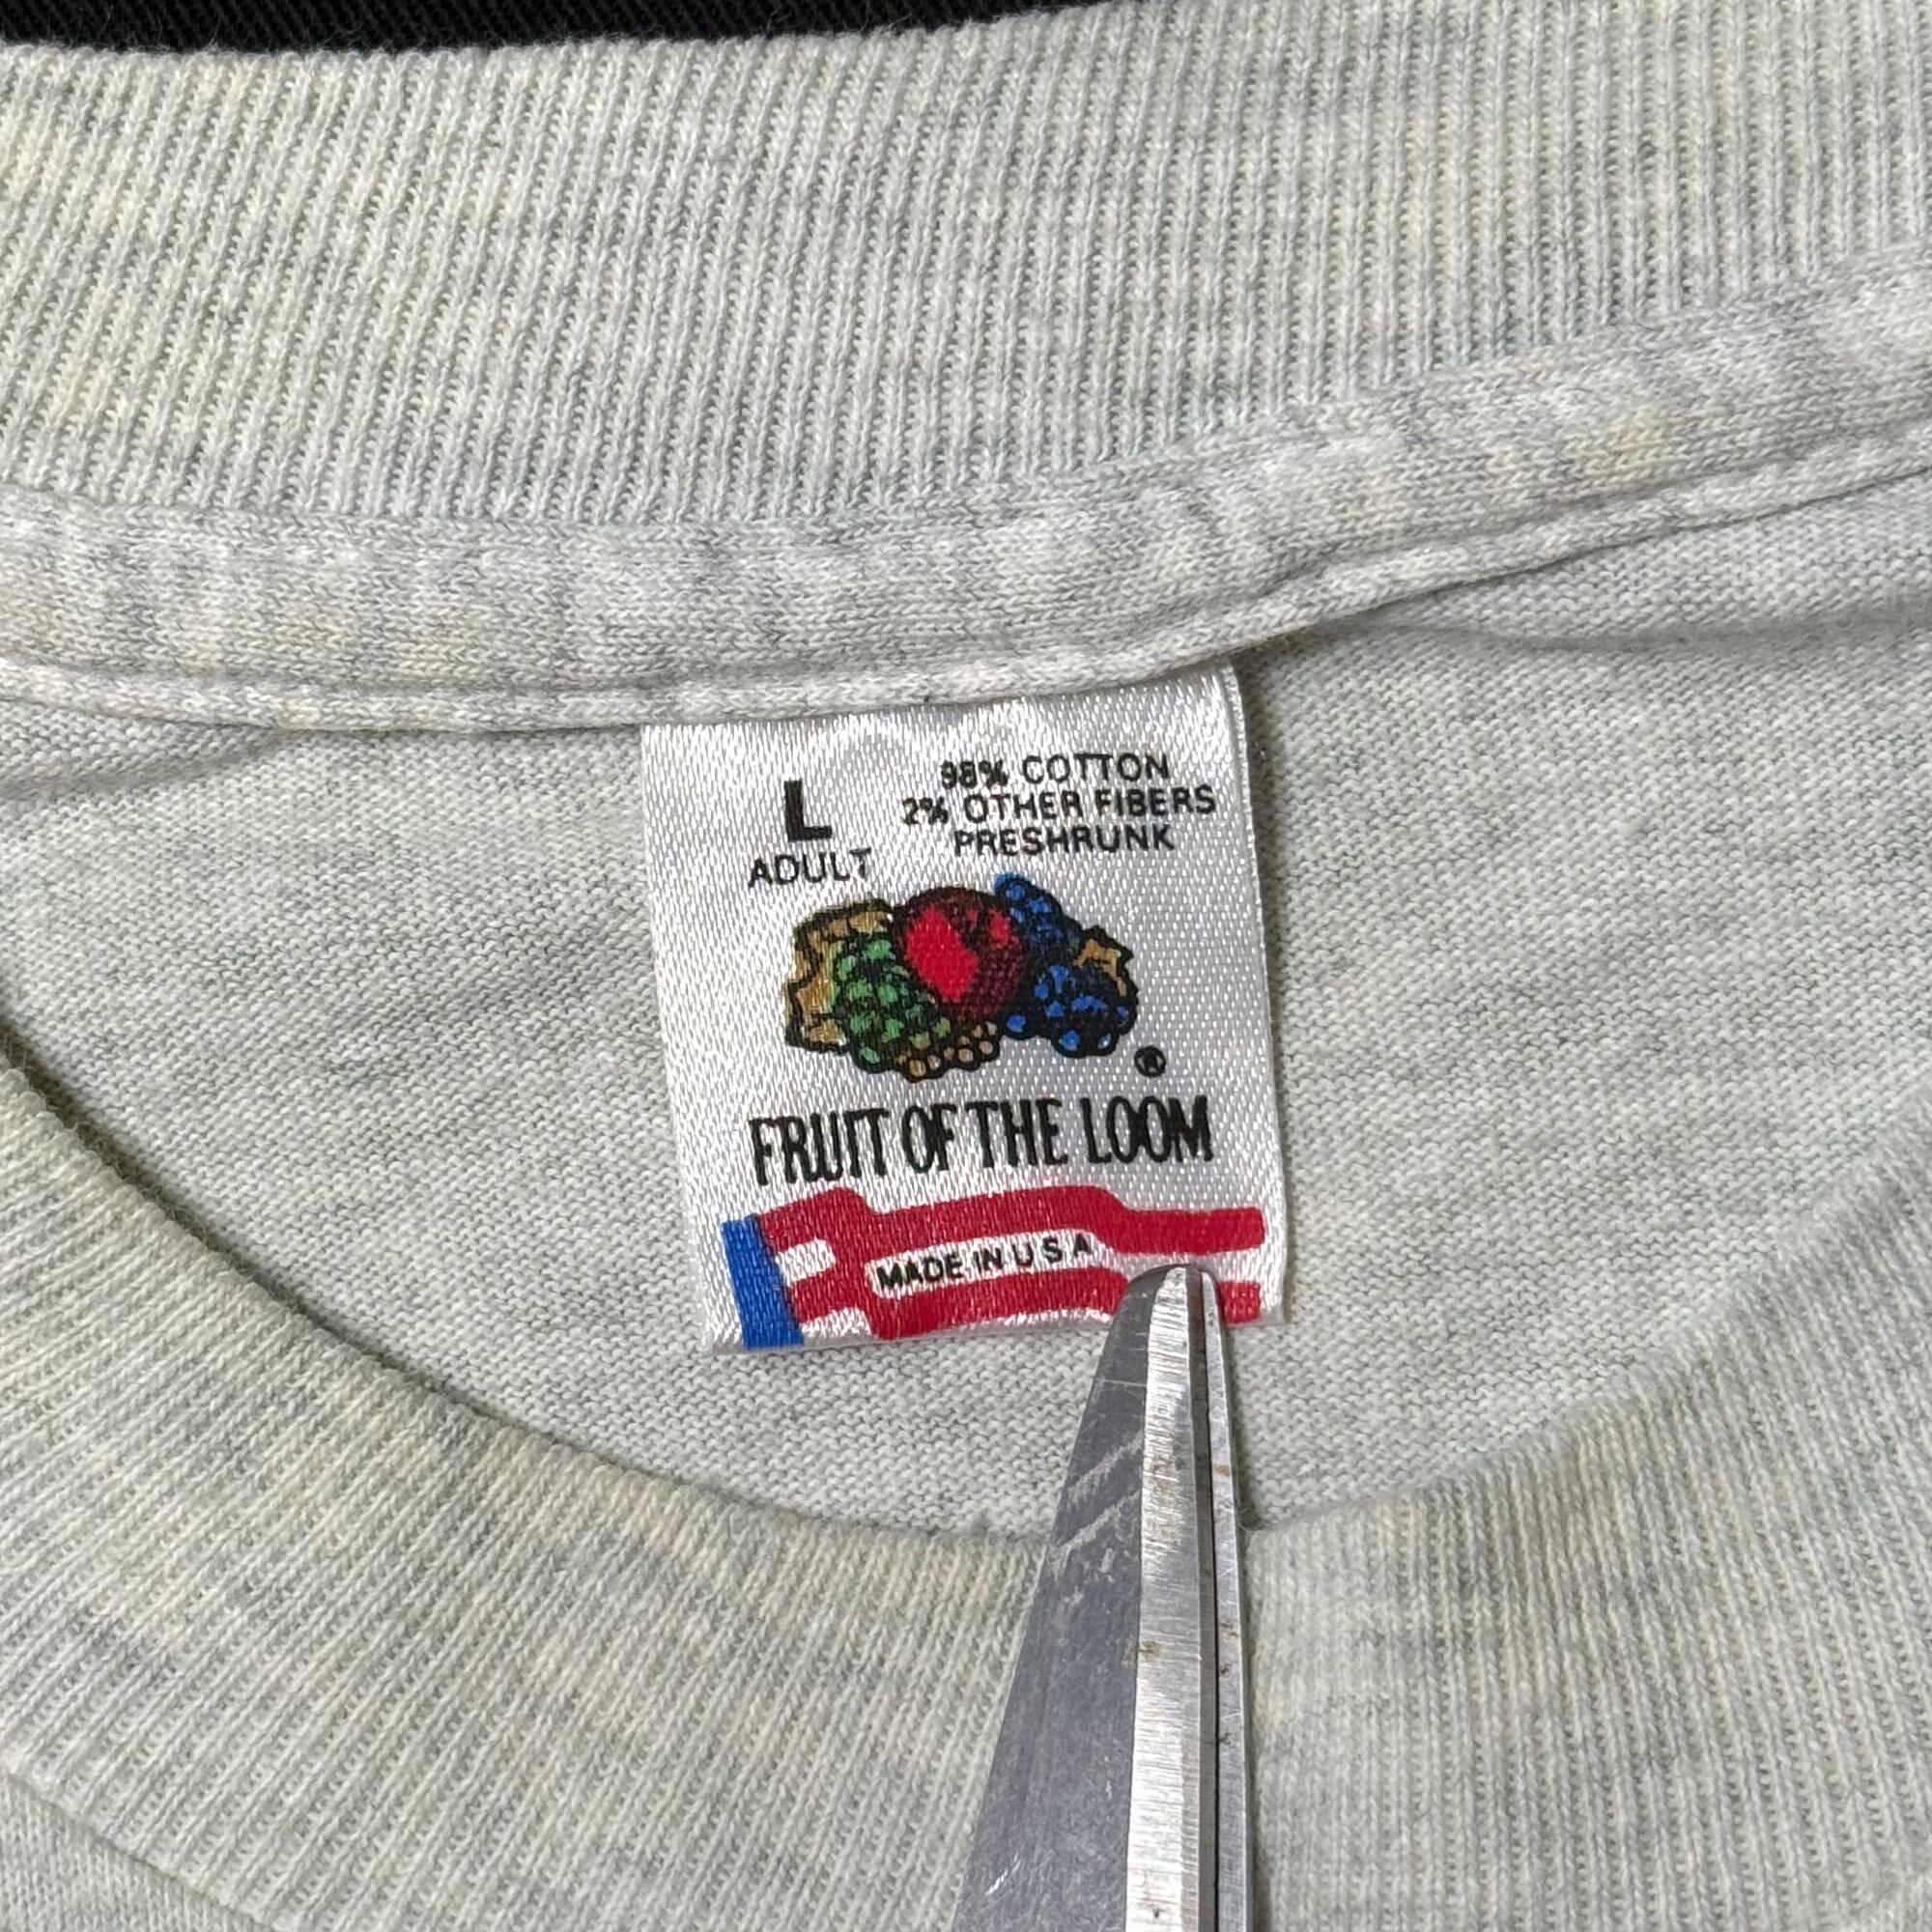 L
ADULT
98% COTTON
2% OTHER FIBERS
PRESHRUNK
®
FRUIT OF THE LOOM
MADE IN U S A